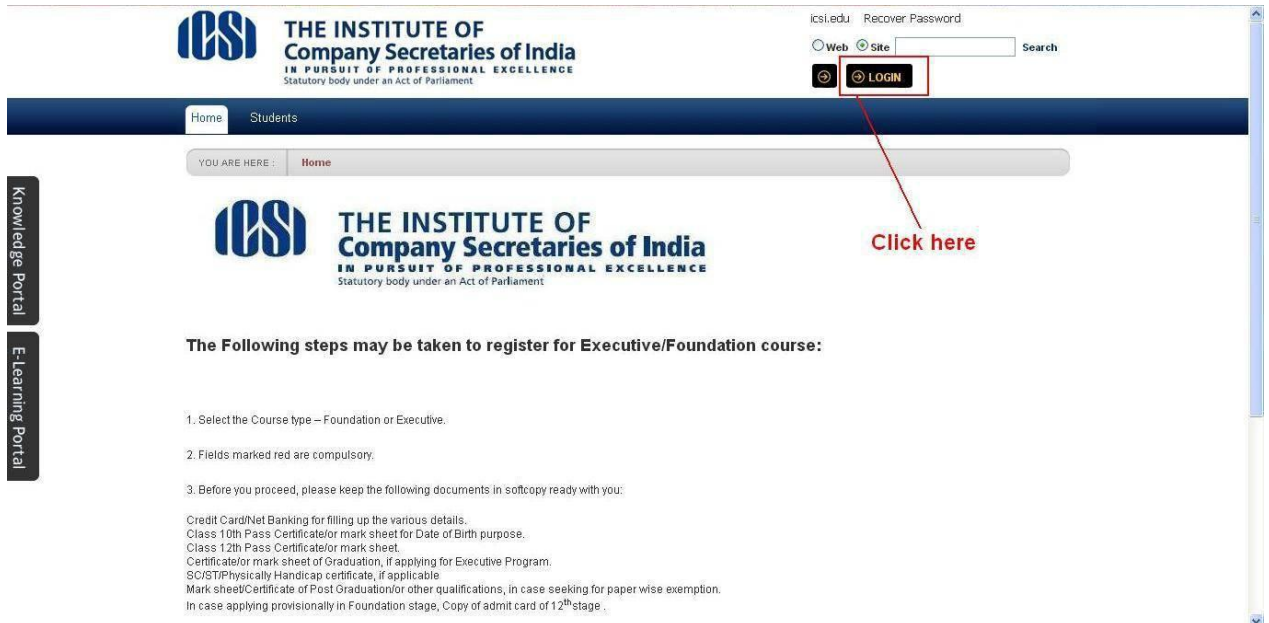 icsi.edu Recover Password
THE INSTITUTE OF
Company Secretaries of India
IN PURSUIT OF PROFESSIONAL EXCELLENCE
Statutory body under an Act of Parliament
Web Site Search
LOGIN
Home Students
YOU ARE HERE : Home
Knowledge Portal
E-Learning Portal
ICSI
THE INSTITUTE OF
Company Secretaries of India
IN PURSUIT OF PROFESSIONAL EXCELLENCE
Statutory body under an Act of Parliament
Click here
The Following steps may be taken to register for Executive/Foundation course:
1. Select the Course type – Foundation or Executive.
2. Fields marked red are compulsory.
3. Before you proceed, please keep the following documents in softcopy ready with you:
Credit Card/Net Banking for filling up the various details.
Class 10th Pass Certificate/or mark sheet for Date of Birth purpose.
Class 12th Pass Certificate/or mark sheet.
Certificate/or mark sheet of Graduation, if applying for Executive Program.
SC/ST/Physically Handicap certificate, if applicable
Mark sheet/Certificate of Post Graduation/or other qualifications, in case seeking for paper wise exemption.
In case applying provisionally in Foundation stage, Copy of admit card of 12th stage .